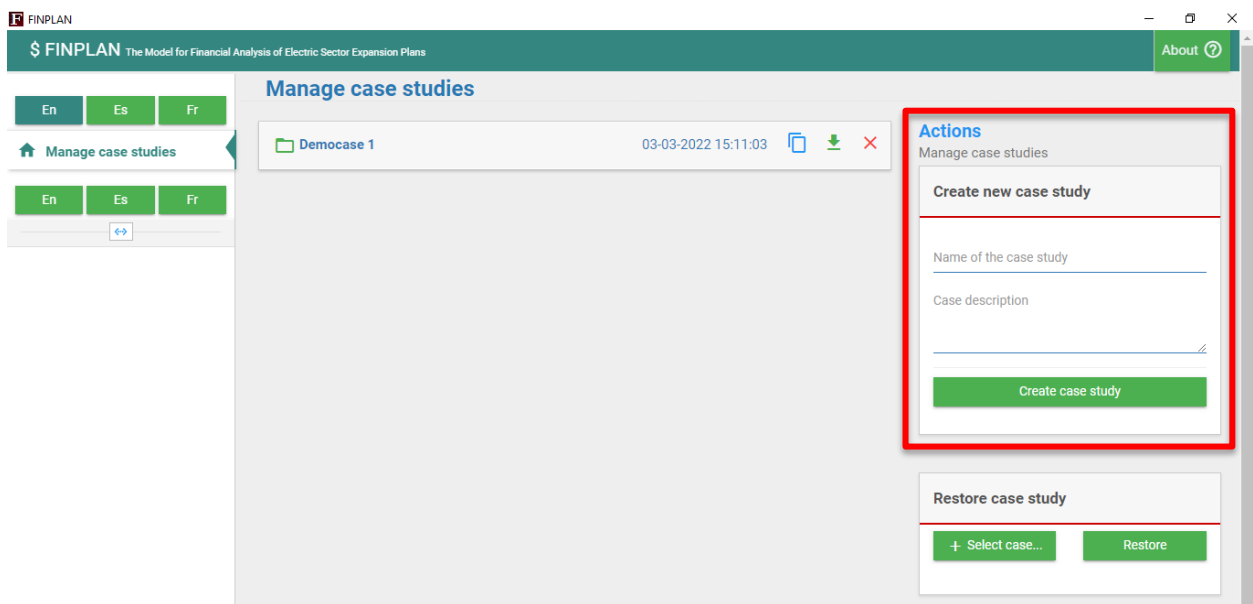 FINPLAN
$ FINPLAN The Model for Financial Analysis of Electric Sector Expansion Plans
About
En Es Fr
Manage case studies
En Es Fr
Manage case studies
Democase 1 03-03-2022 15:11:03
Actions
Manage case studies
Create new case study
Name of the case study
Case description
Create case study
Restore case study
+ Select case...
Restore